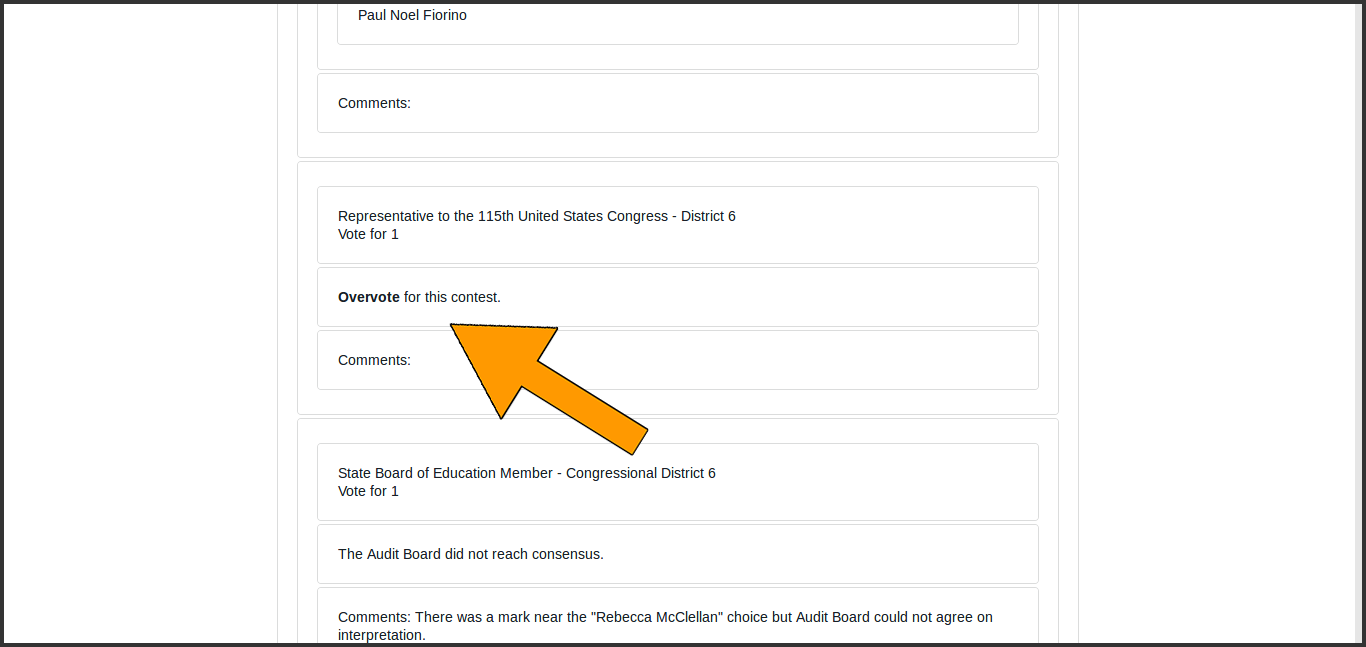 Paul Noel Fiorino
Comments:
Representative to the 115th United States Congress - District 6
Vote for 1
Overvote for this contest.
Comments:
State Board of Education Member - Congressional District 6
Vote for 1
The Audit Board did not reach consensus.
Comments: There was a mark near the "Rebecca McClellan" choice but Audit Board could not agree on
interpretation.